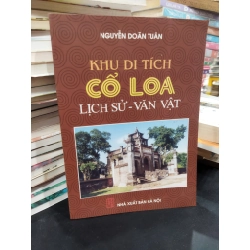 NGUYỄN DOÃN TUÂN
KHU DI TÍCH
CỔ LOA
LỊCH SỬ - VĂN VẬT
NHÀ XUẤT BẢN HÀ NỘI